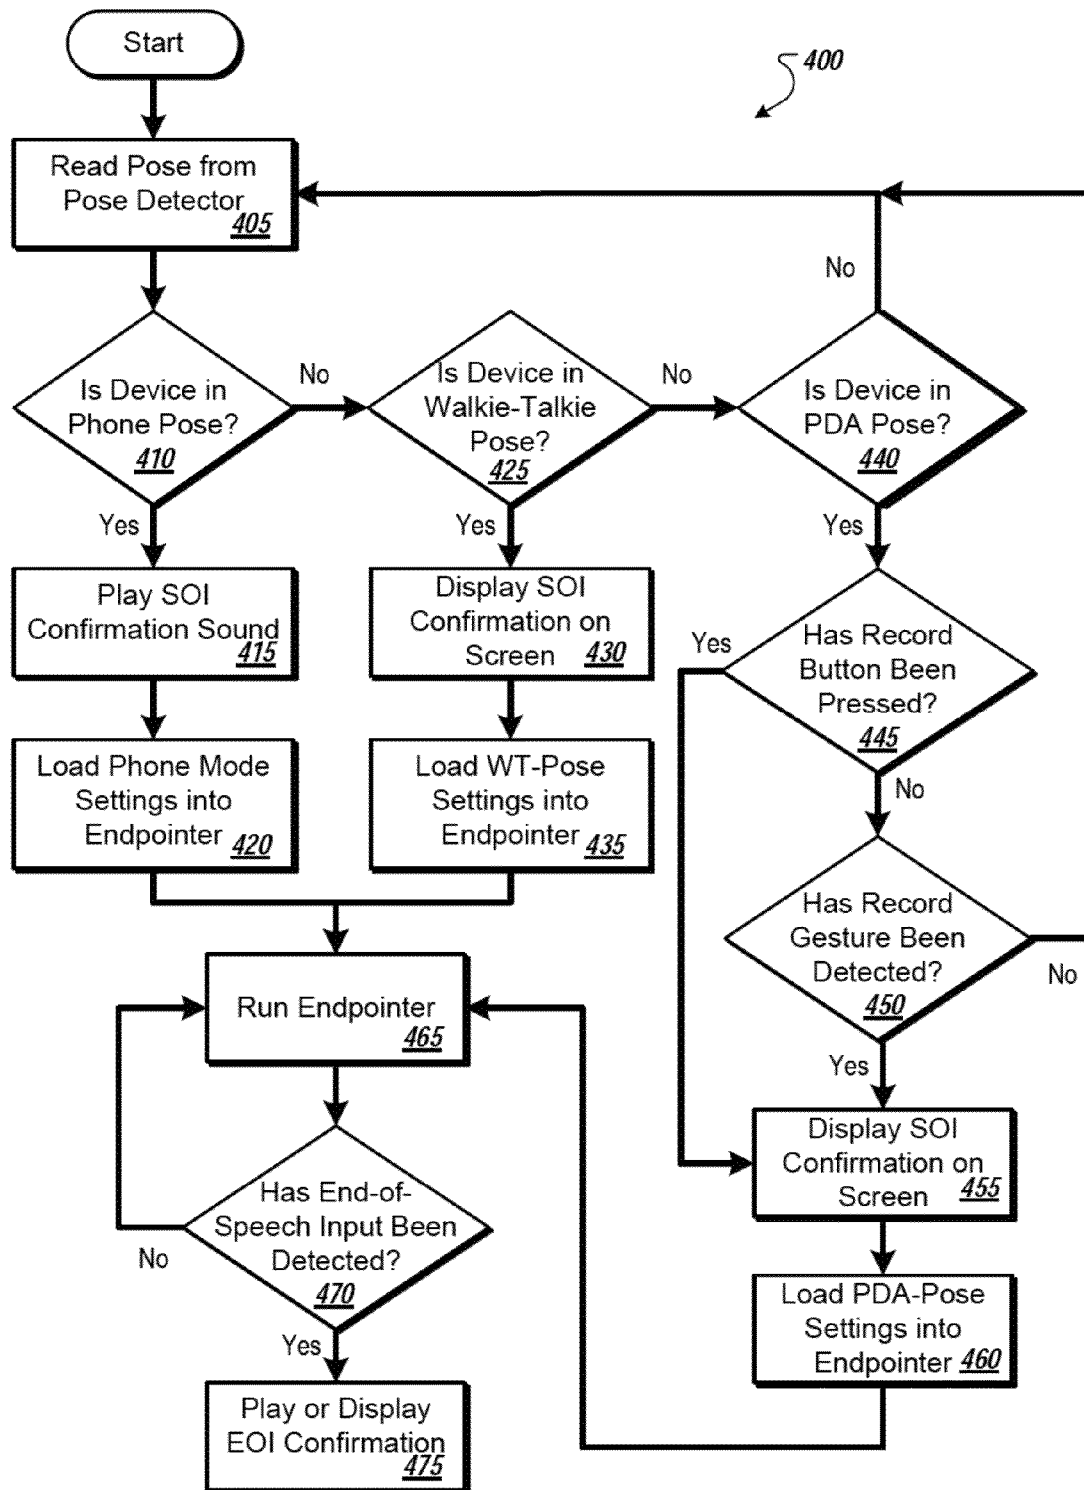 Start
400
Read Pose from
Pose Detector
405
No
Is Device in
Phone Pose?
410
No
Is Device in
Walkie-Talkie
Pose?
425
No
Is Device in
PDA Pose?
440
Yes
Yes
Yes
Play SOI
Confirmation Sound
415
Display SOI
Confirmation on
Screen 430
Yes
Has Record
Button Been
Pressed?
445
No
Load Phone Mode
Settings into
Endpointer 420
Load WT-Pose
Settings into
Endpointer 435
Has Record
Gesture Been
Detected?
450
No
Yes
Run Endpointer
465
Display SOI
Confirmation on
Screen 455
Has End-of-
Speech Input Been
Detected?
470
No
Yes
Load PDA-Pose
Settings into
Endpointer 460
Play or Display
EOI Confirmation
475